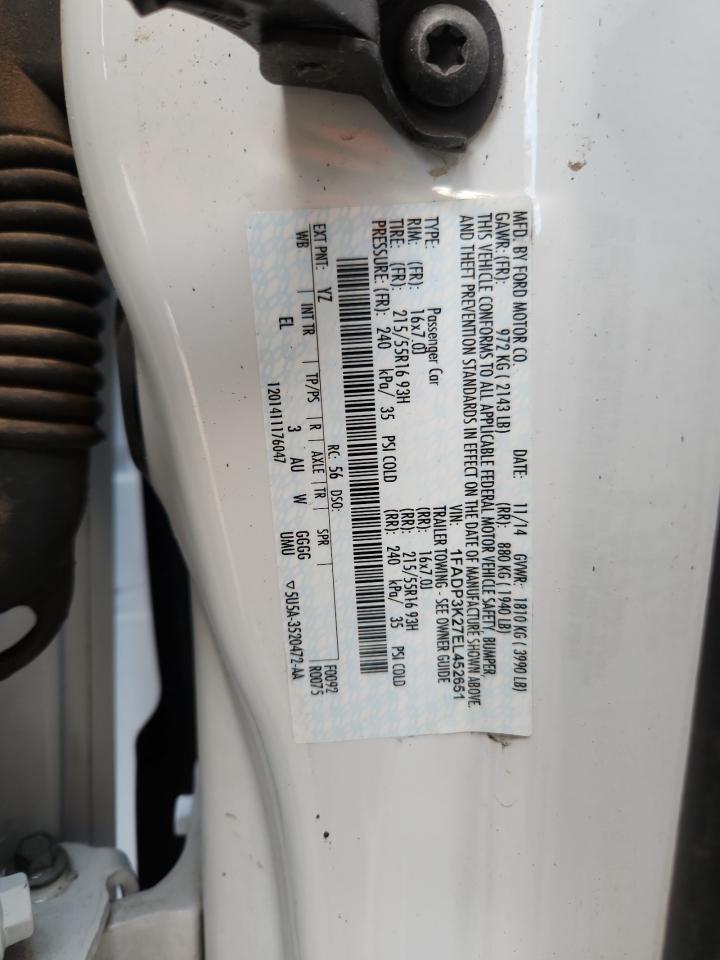 MFD. BY FORD MOTOR CO. DATE: 11/14 GVWR: 1810 KG ( 3990 LB)
GAWR: (FR): 972 KG ( 2143 LB) (RR): 880 KG ( 1940 LB)
THIS VEHICLE CONFORMS TO ALL APPLICABLE FEDERAL MOTOR VEHICLE SAFETY, BUMPER,
AND THEFT PREVENTION STANDARDS IN EFFECT ON THE DATE OF MANUFACTURE SHOWN ABOVE.
VIN: 1FADP3K27EL452651
TYPE: Passenger Car TRAILER TOWING - SEE OWNER GUIDE
RIM: (FR): 16x7.0J (RR): 16x7.0J
TIRE: (FR): 215/55R16 93H (RR): 215/55R16 93H
PRESSURE: (FR): 240 kPa/ 35 PSI COLD (RR): 240 kPa/ 35 PSI COLD
EXT PNT: YZ RC: 56 DSO: F0092
WB INT TR TP/PS R AXLE TR SPR R0075
EL 3 AU W GGGG
UMU
1201411176047 5U5A-3520472-AA